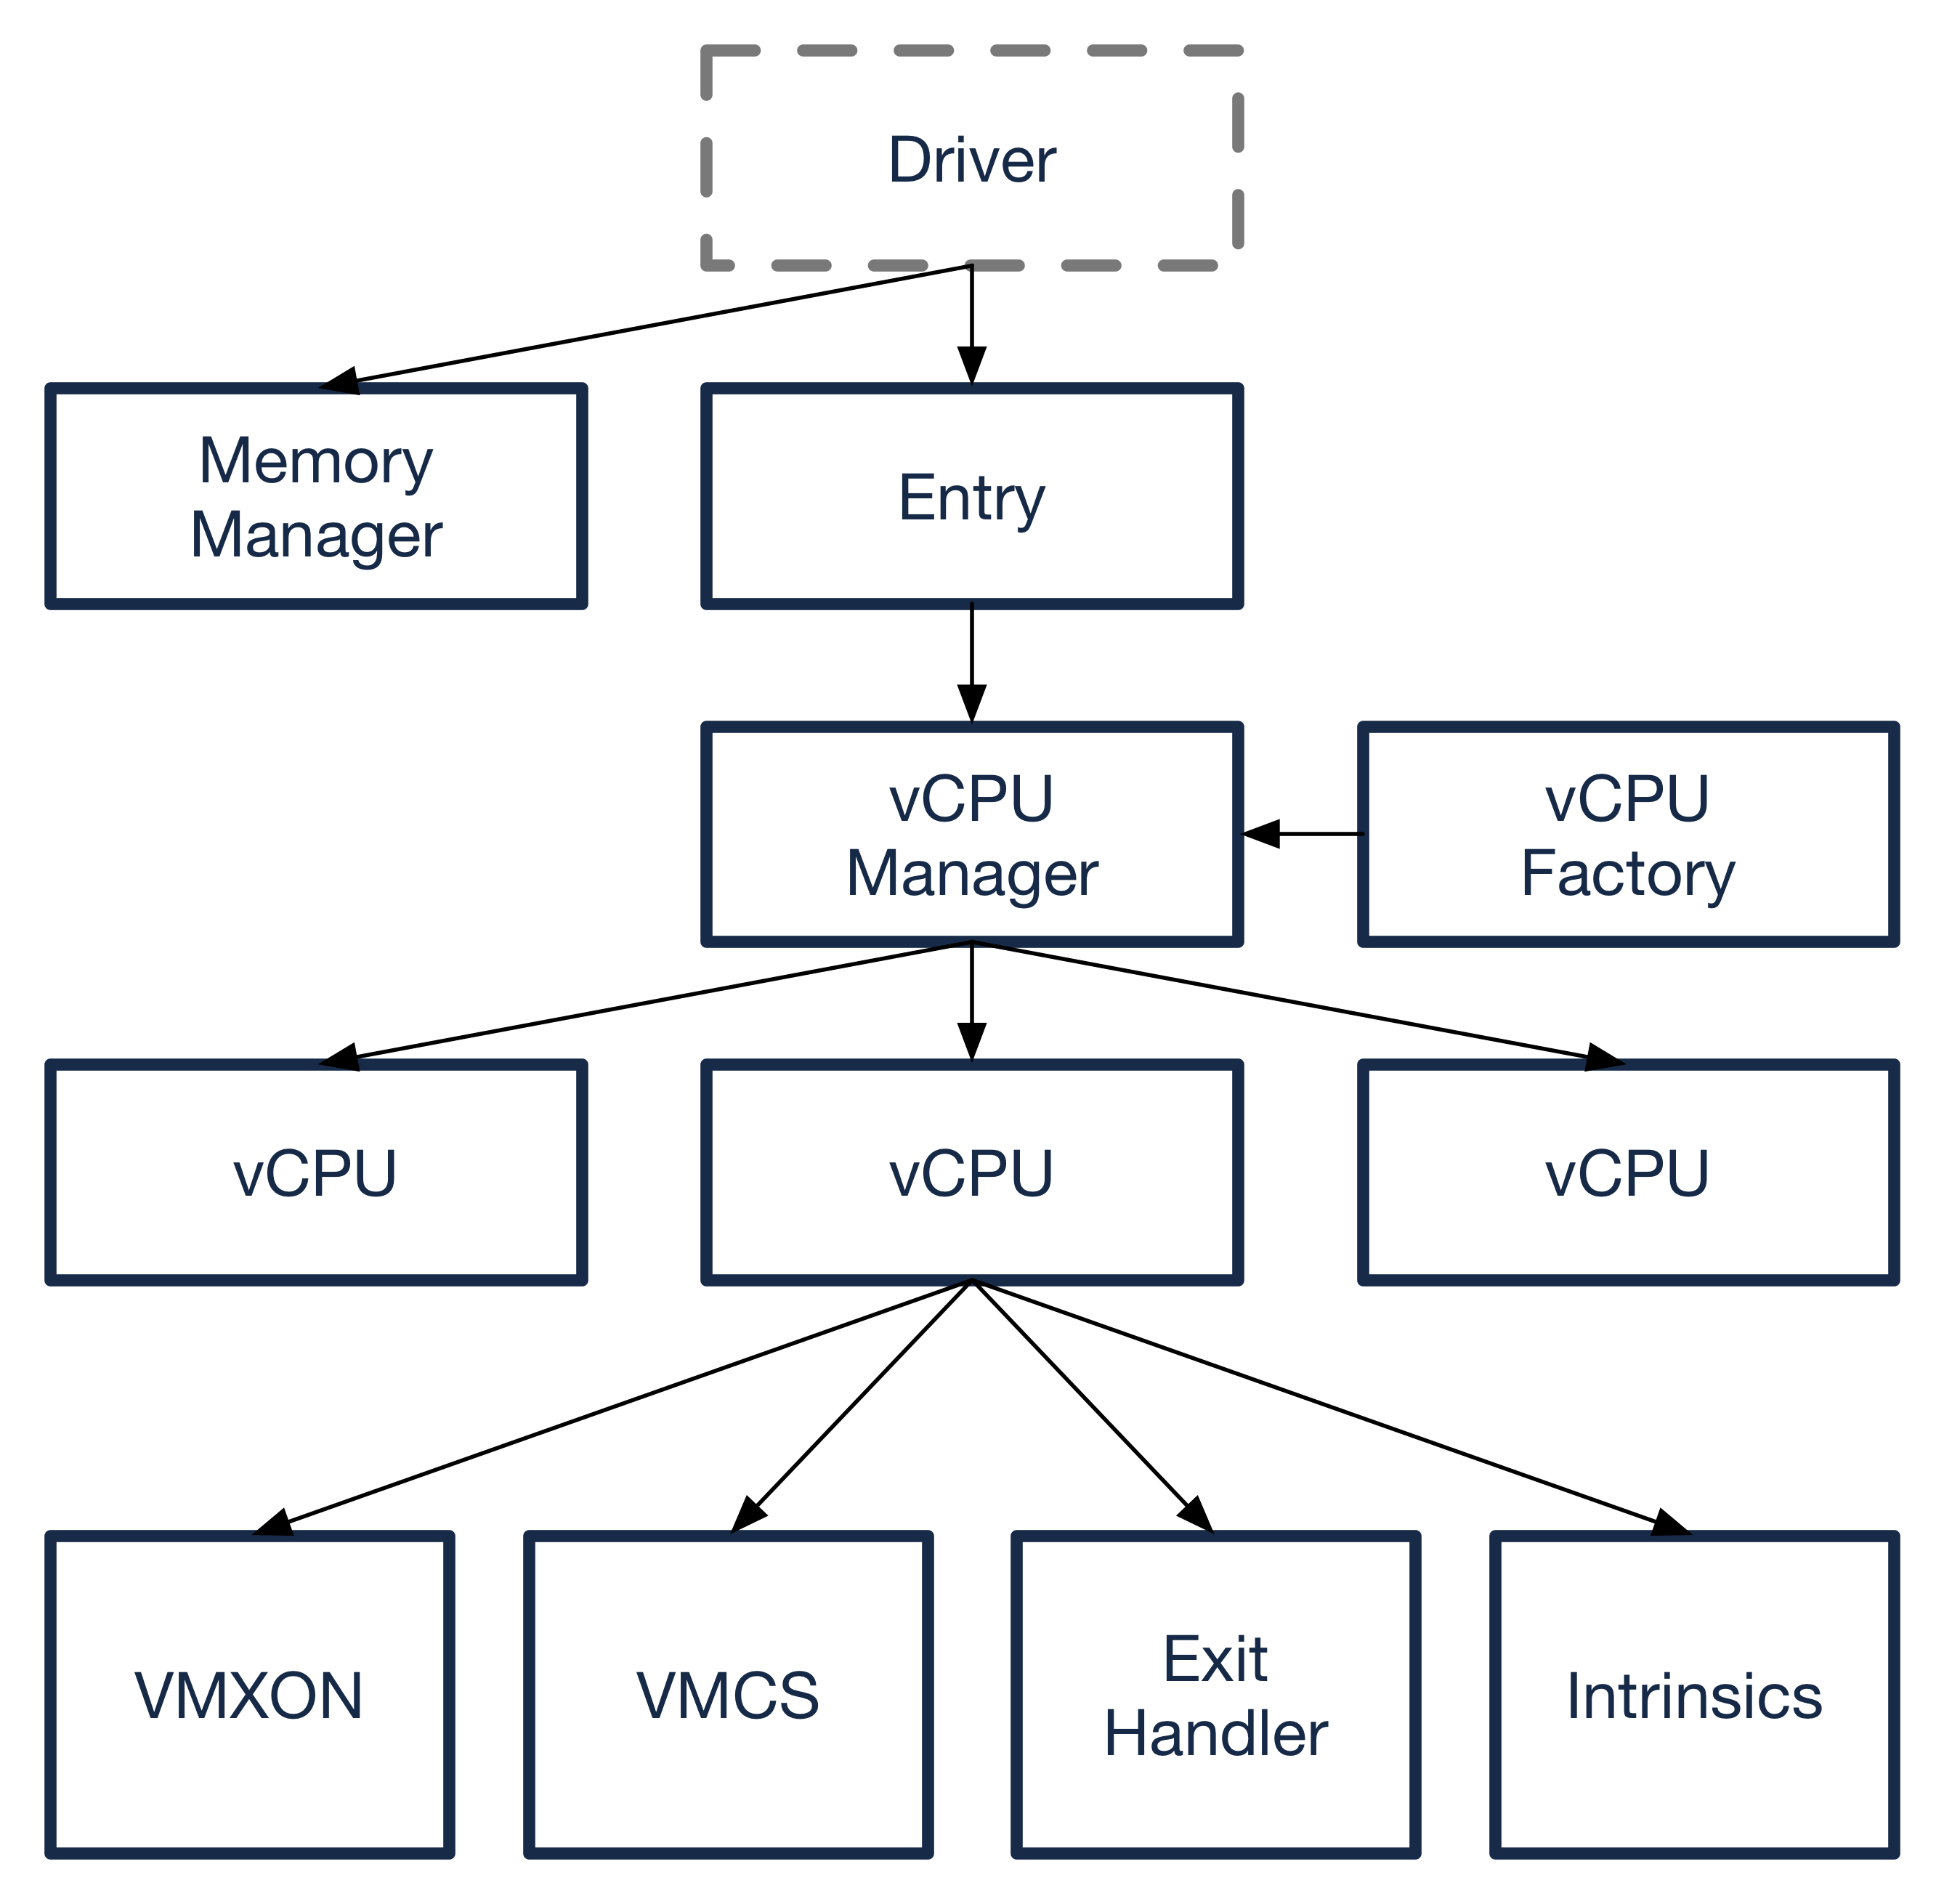 Driver
Memory
Manager
Entry
vCPU
Manager
vCPU
Factory
vCPU
vCPU
vCPU
VMXON
VMCS
Exit
Handler
Intrinsics